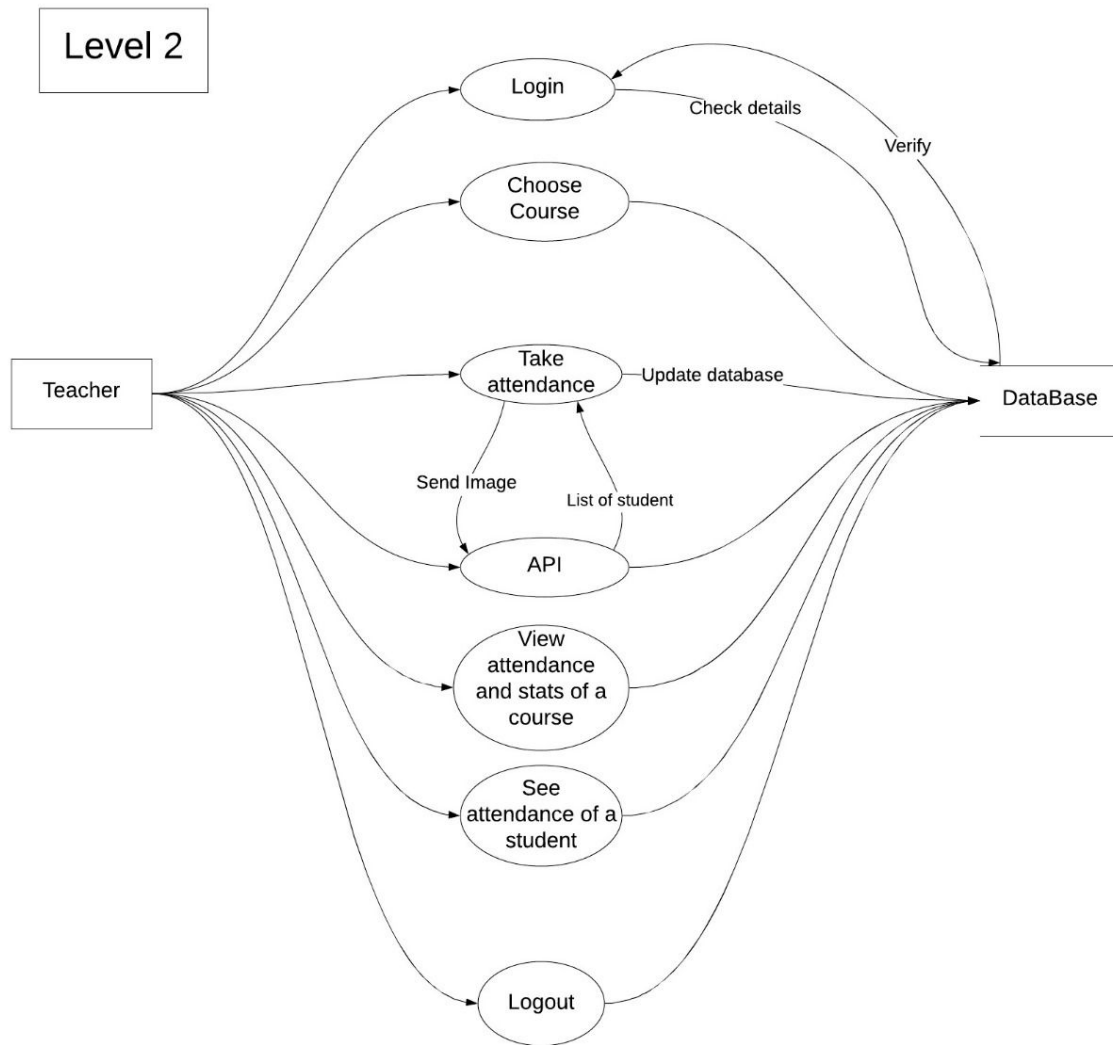 Level 2
Login
Check details
Verify
Choose
Course
Teacher
Take
attendance
Update database
DataBase
Send Image
List of student
API
View
attendance
and stats of a
course
See
attendance of a
student
Logout